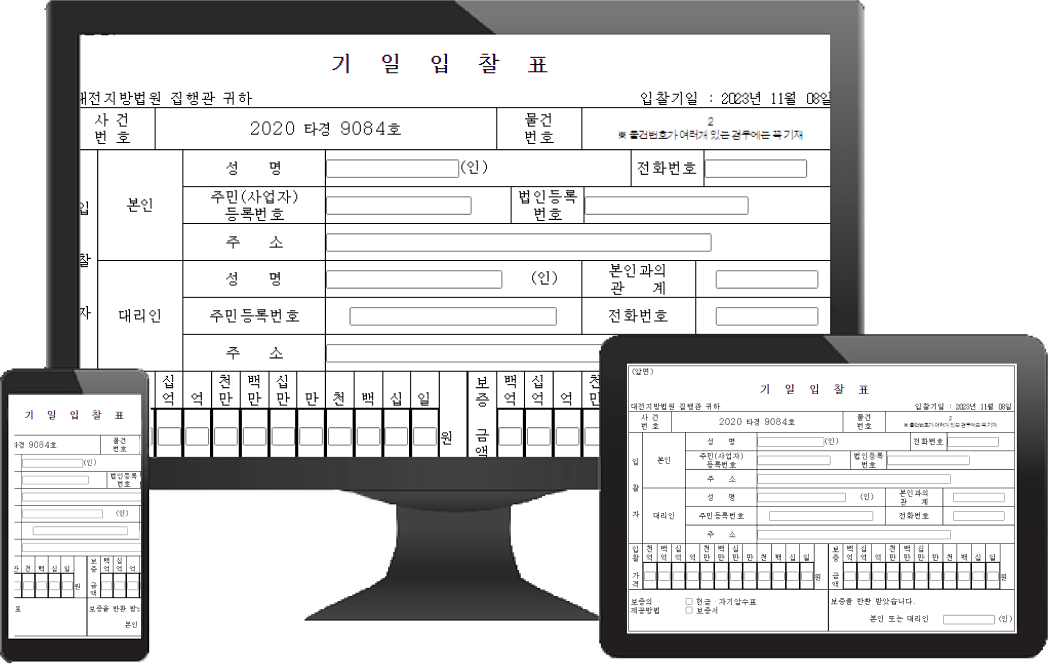 기 일 입 찰 표
대전지방법원 집행관 귀하
입찰기일 : 2023년 11월 08일
사 건
번 호
2020 타경 9084호
물건
번호
2
※ 물건번호가 여러개 있는 경우에는 꼭 기재
입
찰
자
본인
성 명
(인)
전화번호
주민(사업자)
등록번호
법인등록
번호
주 소
대리인
성 명
(인)
본인과의
관 계
주민등록번호
전화번호
주 소
십억 억 천만 백만 십만 만 천 백 십 일
원
보증
금액
백억 십억 억 천
기 일 입 찰 표
타경 9084호
물건
번호
(인)
법인등록
번호
(인)
만 천 백 십 일
원
보증
금액
백억 십억 억
표
보증을 반환 받
본인
(앞면)
기 일 입 찰 표
대전지방법원 집행관 귀하
입찰기일 : 2023년 11월 08일
사 건
번 호
2020 타경 9084호
물건
번호
2
※ 물건번호가 여러개 있는 경우에는 꼭 기재
입
찰
자
본인
성 명
(인)
전화번호
주민(사업자)
등록번호
법인등록
번호
주 소
대리인
성 명
(인)
본인과의
관 계
주민등록번호
전화번호
주 소
입찰
가격
천억 백억 십억 억 천만 백만 십만 만 천 백 십 일
원
보증
금액
백억 십억 억 천만 백만 십만 만 천 백 십 일
원
보증의
제공방법
현금·자기앞수표
보증서
보증을 반환 받았습니다.
본인 또는 대리인
(인)